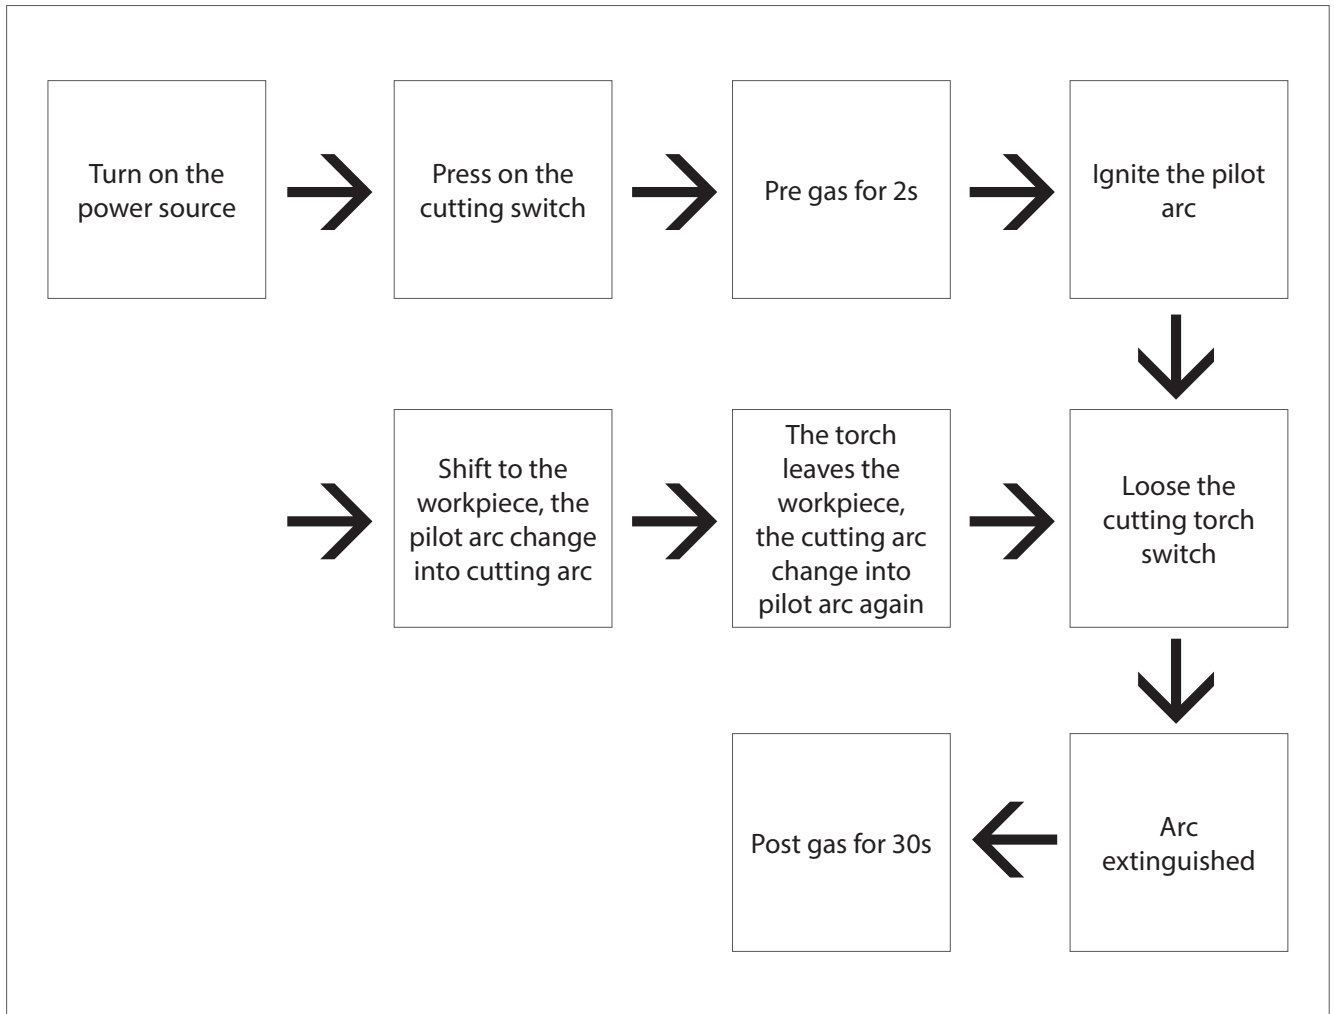 Turn on the
power source
Press on the
cutting switch
Pre gas for 2s
Ignite the pilot
arc
Shift to the
workpiece, the
pilot arc change
into cutting arc
The torch
leaves the
workpiece,
the cutting arc
change into
pilot arc again
Loose the
cutting torch
switch
Post gas for 30s
Arc
extinguished